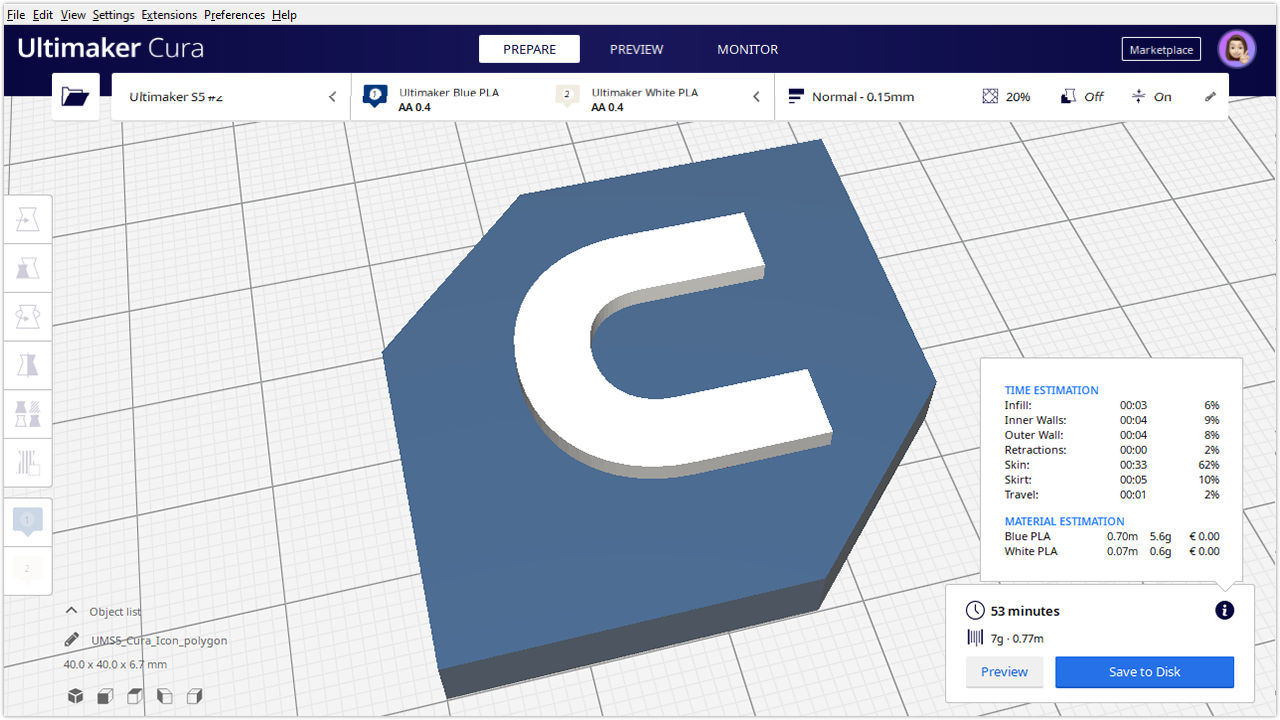 File Edit View Settings Extensions Preferences Help
Ultimaker Cura
PREPARE PREVIEW MONITOR
Marketplace
Ultimaker S5 #2
1 Ultimaker Blue PLA
AA 0.4
2 Ultimaker White PLA
AA 0.4
Normal - 0.15mm 20% Off On
1
2
TIME ESTIMATION
Infill: 00:03 6%
Inner Walls: 00:04 9%
Outer Wall: 00:04 8%
Retractions: 00:00 2%
Skin: 00:33 62%
Skirt: 00:05 10%
Travel: 00:01 2%
MATERIAL ESTIMATION
Blue PLA 0.70m 5.6g € 0.00
White PLA 0.07m 0.6g € 0.00
Object list
UMS5_Cura_Icon_polygon
40.0 x 40.0 x 6.7 mm
53 minutes
7g · 0.77m
Preview Save to Disk